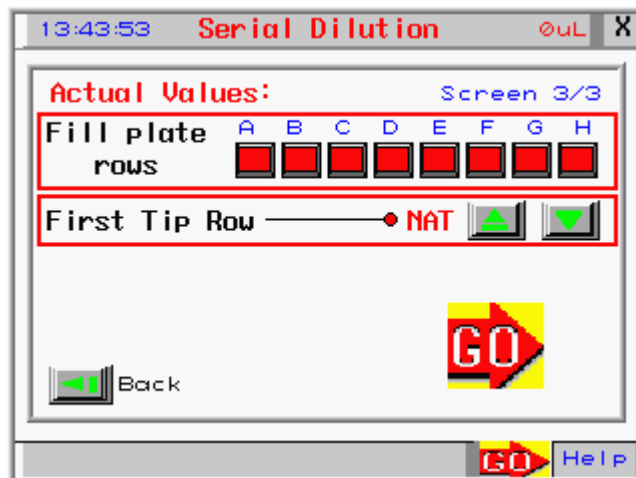 13:43:53 Serial Dilution 0uL X
Actual Values: Screen 3/3
Fill plate rows A B C D E F G H
First Tip Row NAT
GO
Back
GO Help